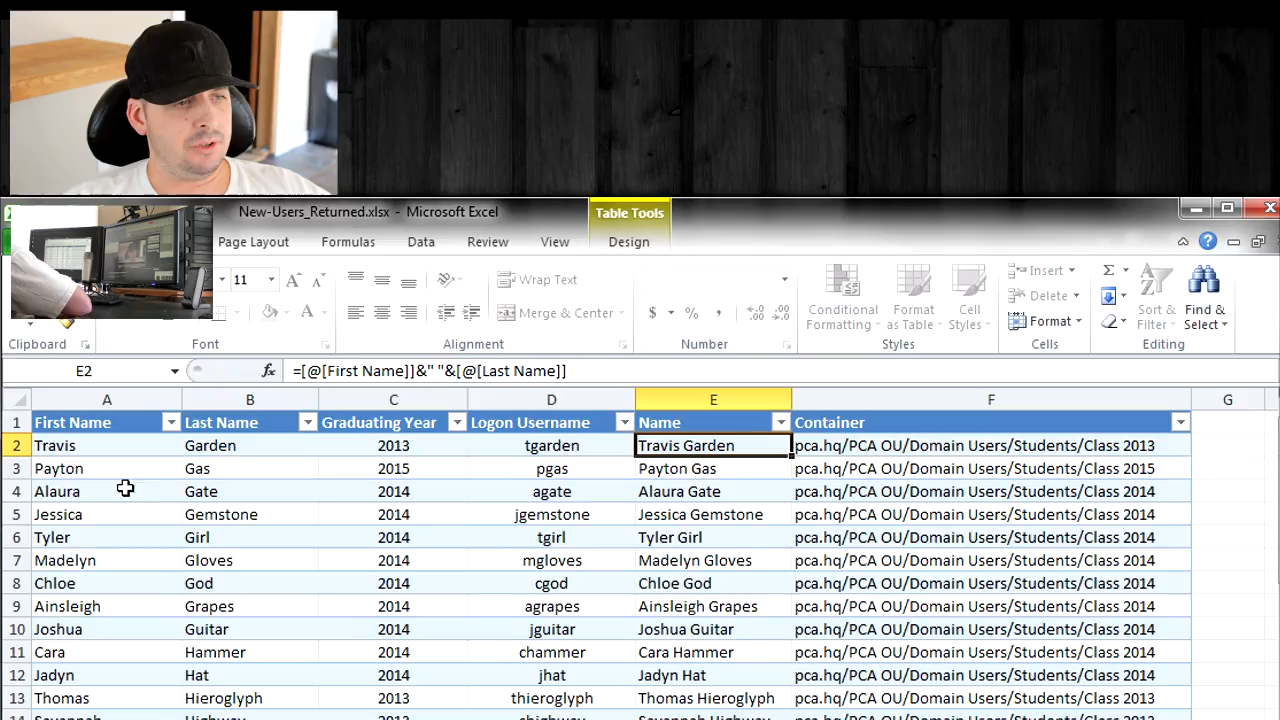 New-Users_Returned.xlsx - Microsoft Excel
Table Tools
Page Layout Formulas Data Review View Design
11 Wrap Text
Merge & Center
$ % ,
Conditional Formatting
Format as Table
Cell Styles
Insert
Delete
Format
Sort & Filter
Find & Select
Clipboard Font Alignment Number Styles Cells Editing
E2 fx =[@[First Name]]&" "&[@[Last Name]]
A B C D E F G
1 First Name Last Name Graduating Year Logon Username Name Container
2 Travis Garden 2013 tgarden Travis Garden pca.hq/PCA OU/Domain Users/Students/Class 2013
3 Payton Gas 2015 pgas Payton Gas pca.hq/PCA OU/Domain Users/Students/Class 2015
4 Alaura Gate 2014 agate Alaura Gate pca.hq/PCA OU/Domain Users/Students/Class 2014
5 Jessica Gemstone 2014 jgemstone Jessica Gemstone pca.hq/PCA OU/Domain Users/Students/Class 2014
6 Tyler Girl 2014 tgirl Tyler Girl pca.hq/PCA OU/Domain Users/Students/Class 2014
7 Madelyn Gloves 2014 mgloves Madelyn Gloves pca.hq/PCA OU/Domain Users/Students/Class 2014
8 Chloe God 2014 cgod Chloe God pca.hq/PCA OU/Domain Users/Students/Class 2014
9 Ainsleigh Grapes 2014 agrapes Ainsleigh Grapes pca.hq/PCA OU/Domain Users/Students/Class 2014
10 Joshua Guitar 2014 jguitar Joshua Guitar pca.hq/PCA OU/Domain Users/Students/Class 2014
11 Cara Hammer 2014 chammer Cara Hammer pca.hq/PCA OU/Domain Users/Students/Class 2014
12 Jadyn Hat 2014 jhat Jadyn Hat pca.hq/PCA OU/Domain Users/Students/Class 2014
13 Thomas Hieroglyph 2013 thieroglyph Thomas Hieroglyph pca.hq/PCA OU/Domain Users/Students/Class 2013